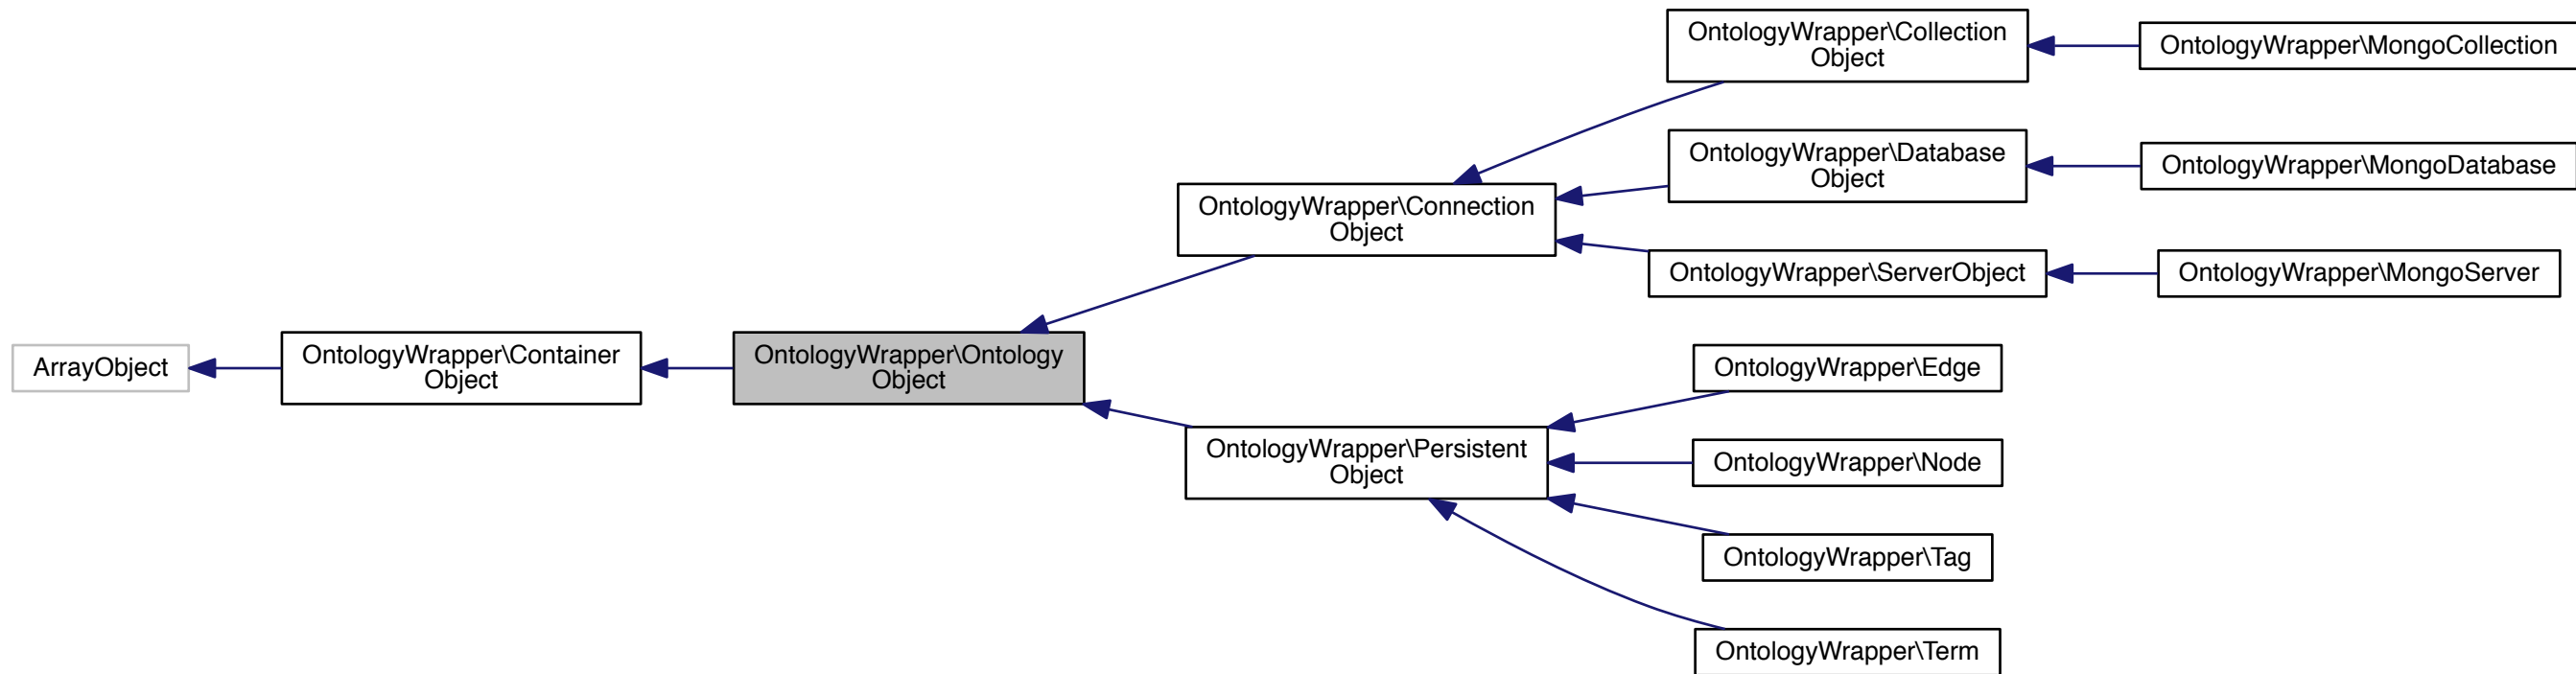 OntologyWrapper\Collection
Object
OntologyWrapper\MongoCollection
OntologyWrapper\Database
Object
OntologyWrapper\MongoDatabase
OntologyWrapper\Connection
Object
OntologyWrapper\ServerObject
OntologyWrapper\MongoServer
ArrayObject
OntologyWrapper\Container
Object
OntologyWrapper\Ontology
Object
OntologyWrapper\Edge
OntologyWrapper\Persistent
Object
OntologyWrapper\Node
OntologyWrapper\Tag
OntologyWrapper\Term